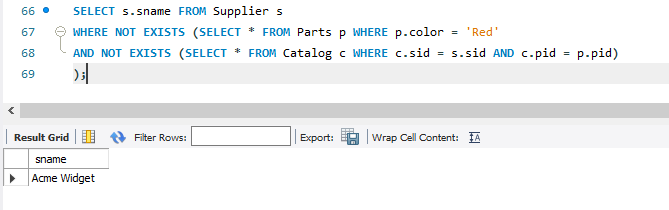 66 SELECT s.sname FROM Supplier s
67 WHERE NOT EXISTS (SELECT * FROM Parts p WHERE p.color = 'Red'
68 AND NOT EXISTS (SELECT * FROM Catalog c WHERE c.sid = s.sid AND c.pid = p.pid)
69 );
Result Grid Filter Rows: Export: Wrap Cell Content: IA
sname
Acme Widget